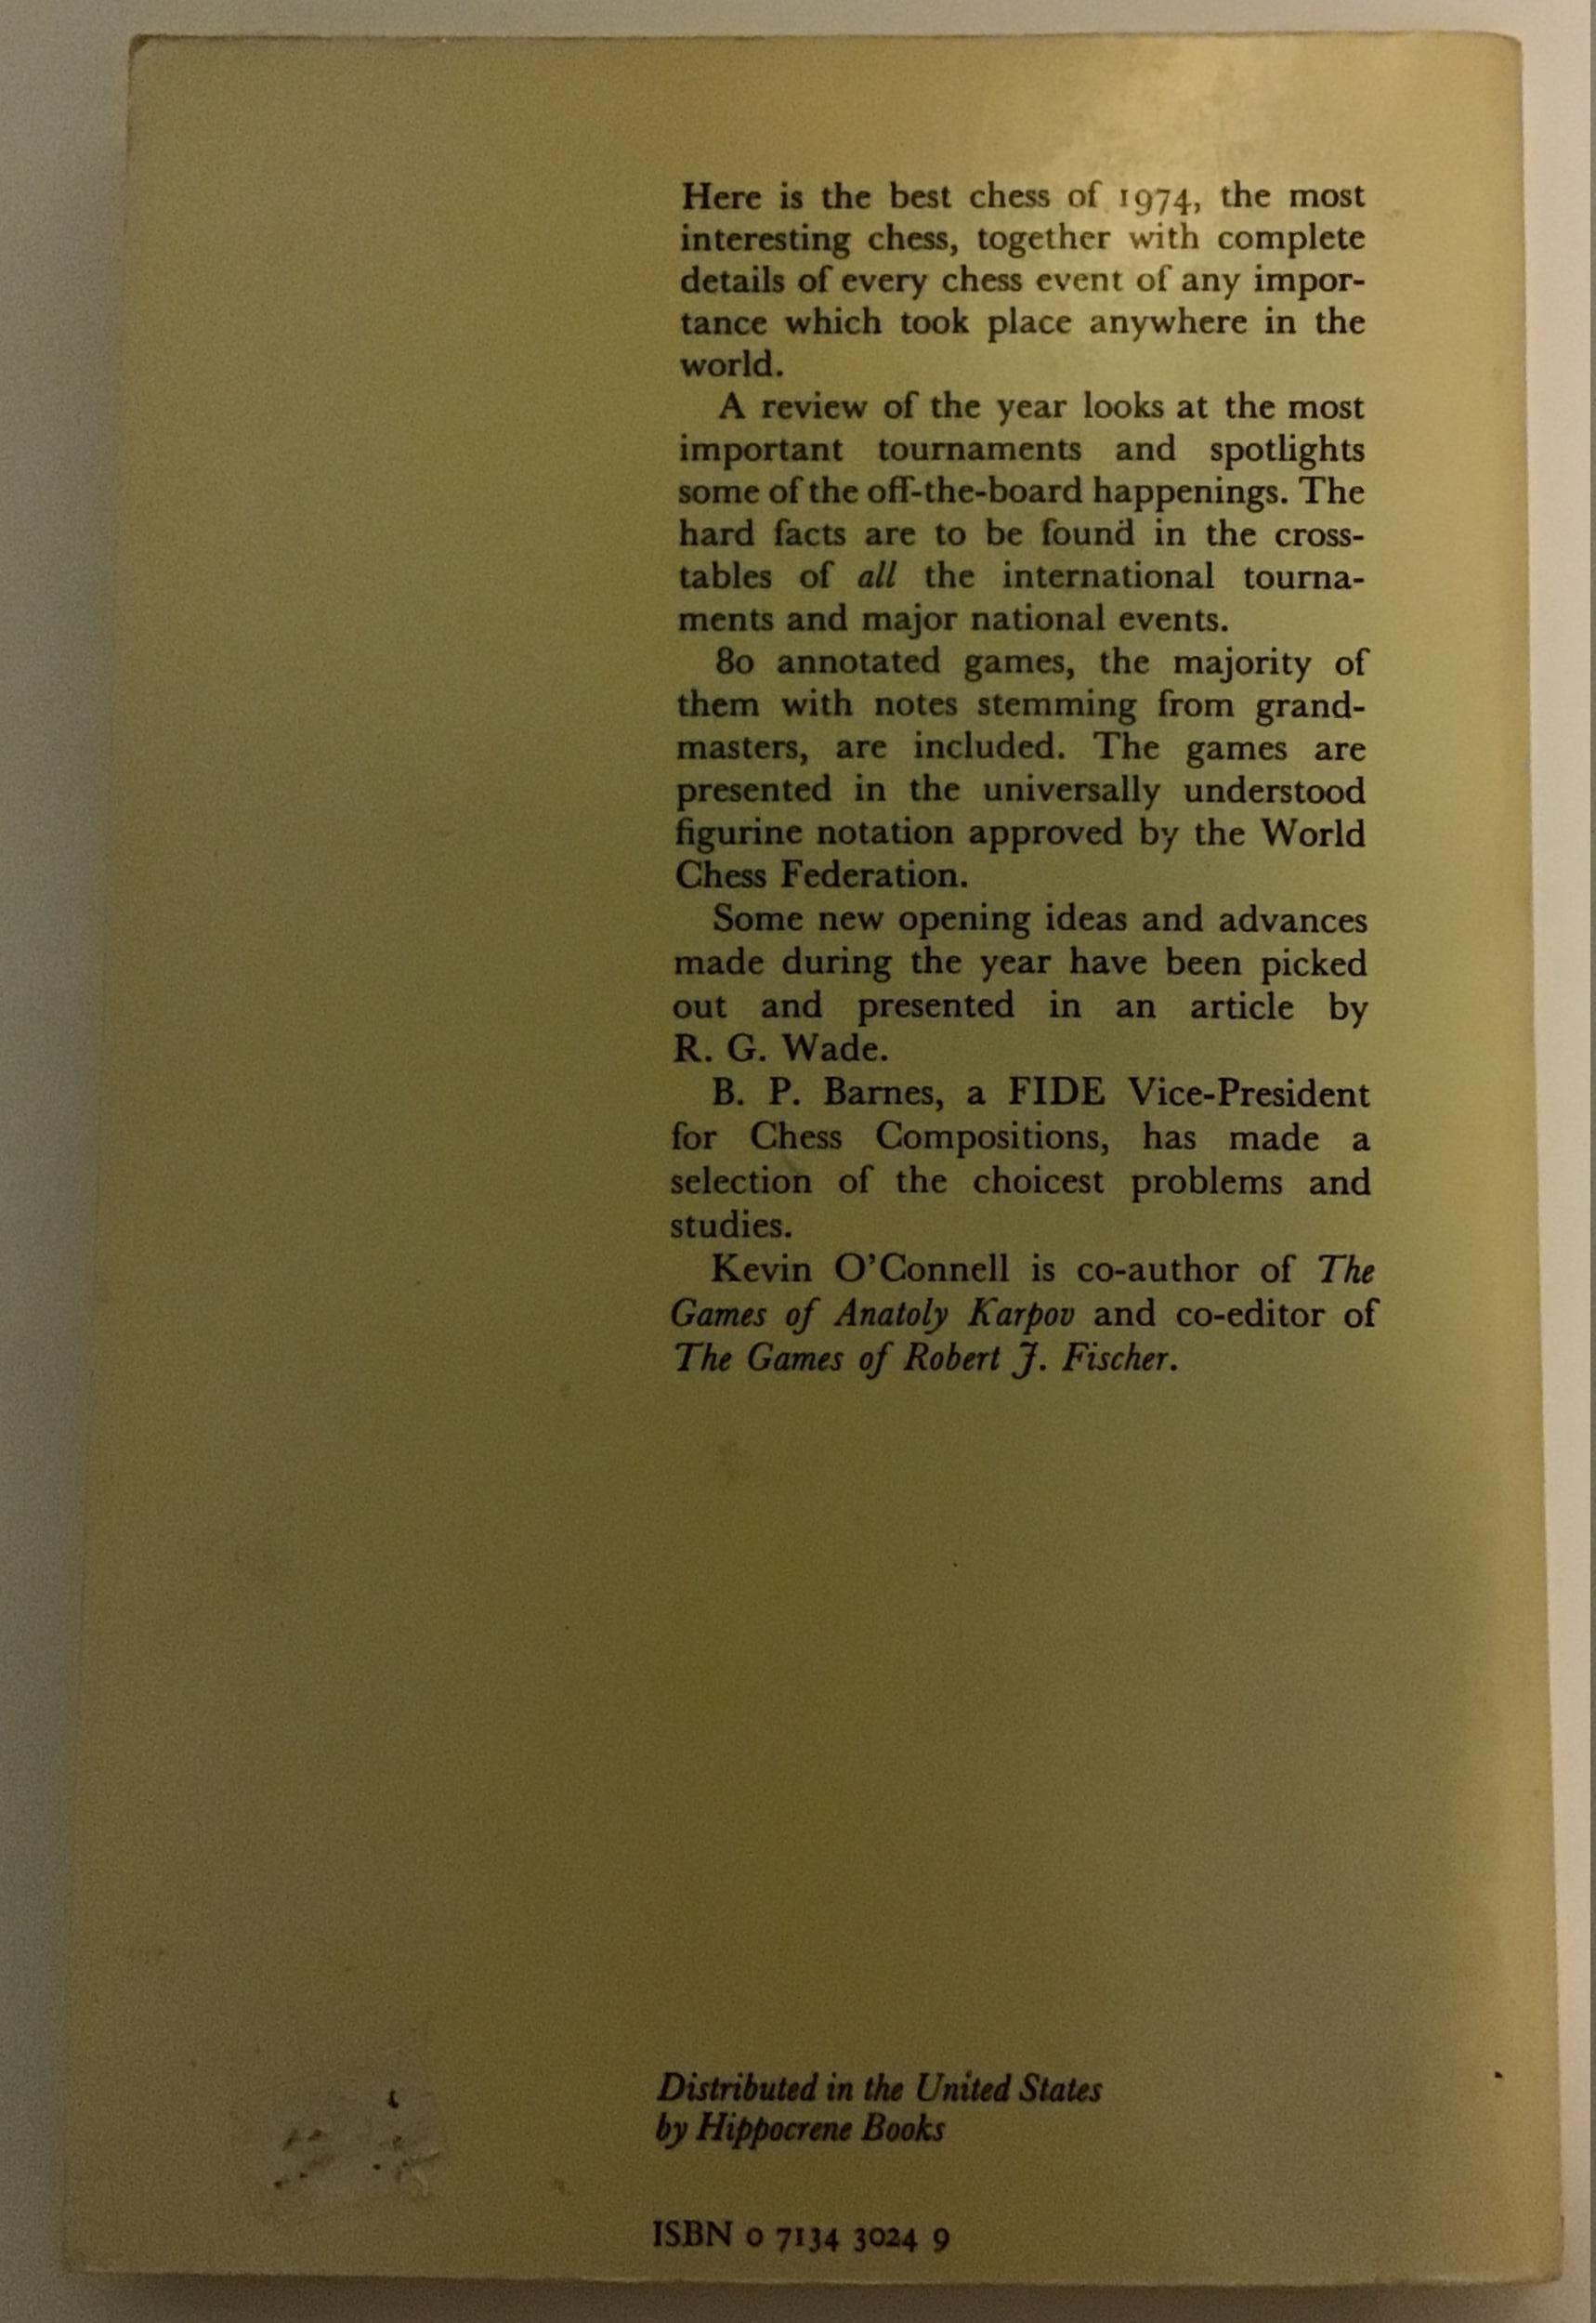 Here is the best chess of 1974, the most
interesting chess, together with complete
details of every chess event of any impor-
tance which took place anywhere in the
world.
A review of the year looks at the most
important tournaments and spotlights
some of the off-the-board happenings. The
hard facts are to be found in the cross-
tables of all the international tourna-
ments and major national events.
80 annotated games, the majority of
them with notes stemming from grand-
masters, are included. The games are
presented in the universally understood
figurine notation approved by the World
Chess Federation.
Some new opening ideas and advances
made during the year have been picked
out and presented in an article by
R. G. Wade.
B. P. Barnes, a FIDE Vice-President
for Chess Compositions, has made a
selection of the choicest problems and
studies.
Kevin O'Connell is co-author of The
Games of Anatoly Karpov and co-editor of
The Games of Robert J. Fischer.
Distributed in the United States
by Hippocrene Books
ISBN 0 7134 3024 9